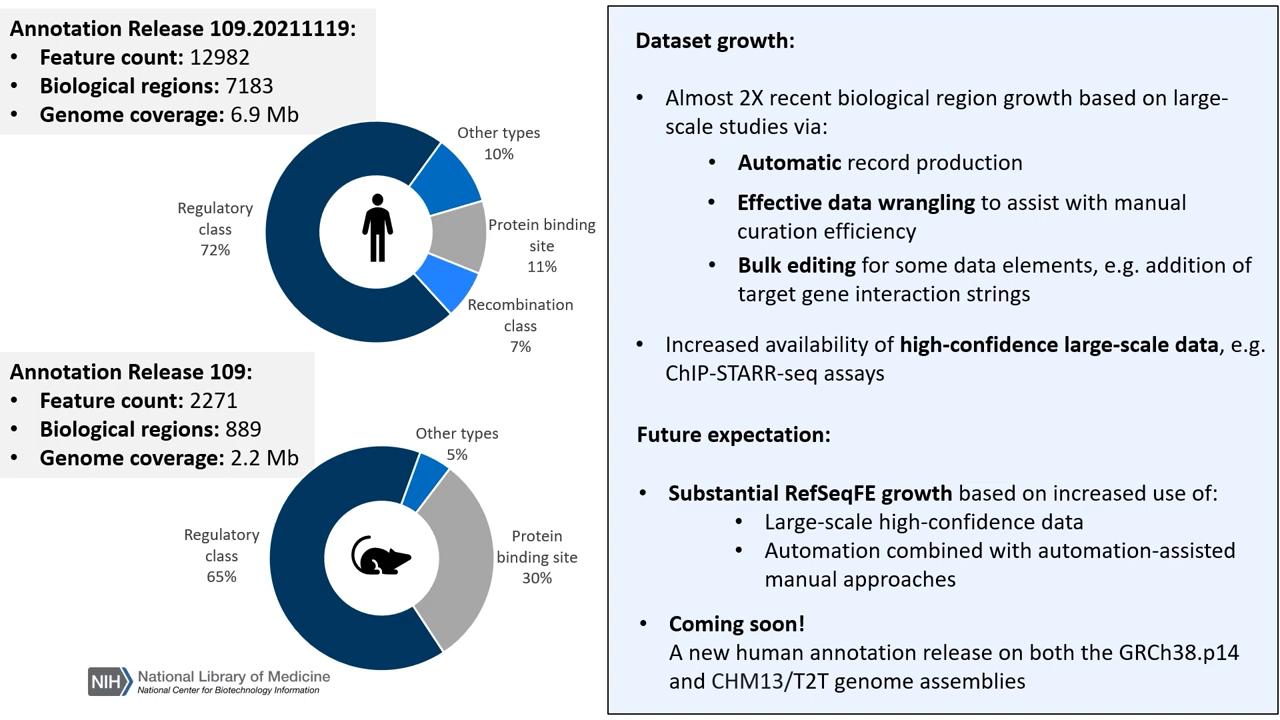 Annotation Release 109.20211119:
• Feature count: 12982
• Biological regions: 7183
• Genome coverage: 6.9 Mb
Other types
10%
Regulatory
class
72%
Protein binding
site
11%
Recombination
class
7%
Annotation Release 109:
• Feature count: 2271
• Biological regions: 889
• Genome coverage: 2.2 Mb
Other types
5%
Regulatory
class
65%
Protein
binding site
30%
NIH National Library of Medicine
National Center for Biotechnology Information
Dataset growth:
• Almost 2X recent biological region growth based on large-
scale studies via:
• Automatic record production
• Effective data wrangling to assist with manual
curation efficiency
• Bulk editing for some data elements, e.g. addition of
target gene interaction strings
• Increased availability of high-confidence large-scale data, e.g.
ChIP-STARR-seq assays
Future expectation:
• Substantial RefSeqFE growth based on increased use of:
• Large-scale high-confidence data
• Automation combined with automation-assisted
manual approaches
• Coming soon!
A new human annotation release on both the GRCh38.p14
and CHM13/T2T genome assemblies